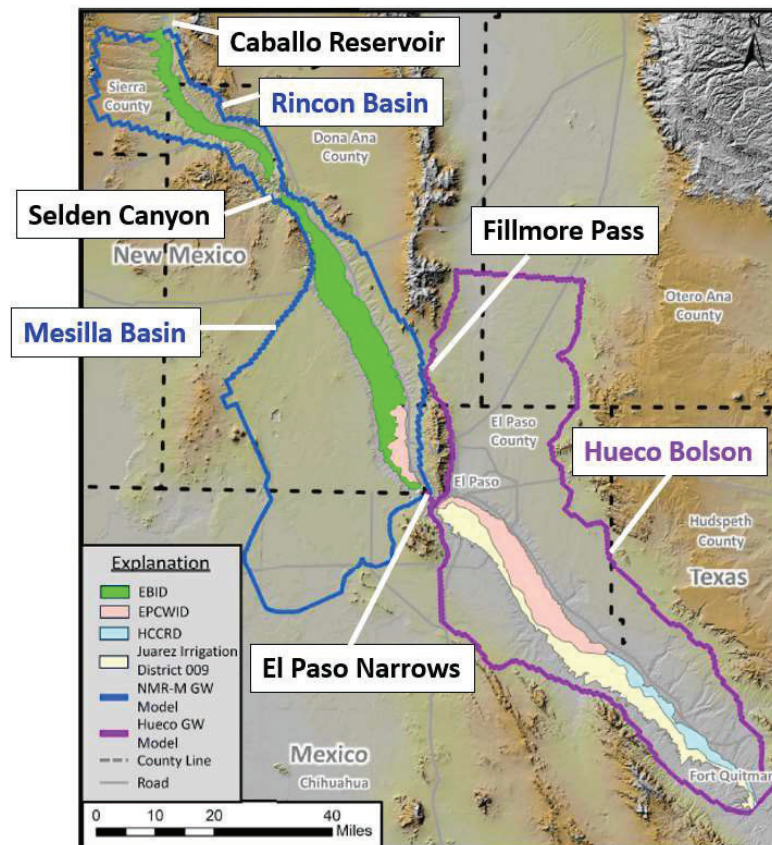 N
Caballo Reservoir
Sierra
County
Rincon Basin
Dona Ana
County
Selden Canyon
New Mexico
Fillmore Pass
Otero Ana
County
Mesilla Basin
El Paso
County
Hueco Bolson
El Paso
Hudspeth
County
Texas
Explanation
EBID
EPCWID
HCCRD
Juarez Irrigation
District 009
NMR-M GW
Model
Hueco GW
Model
County Line
Road
El Paso Narrows
Mexico
Chihuahua
Fort Quitman
0 10 20 40
Miles